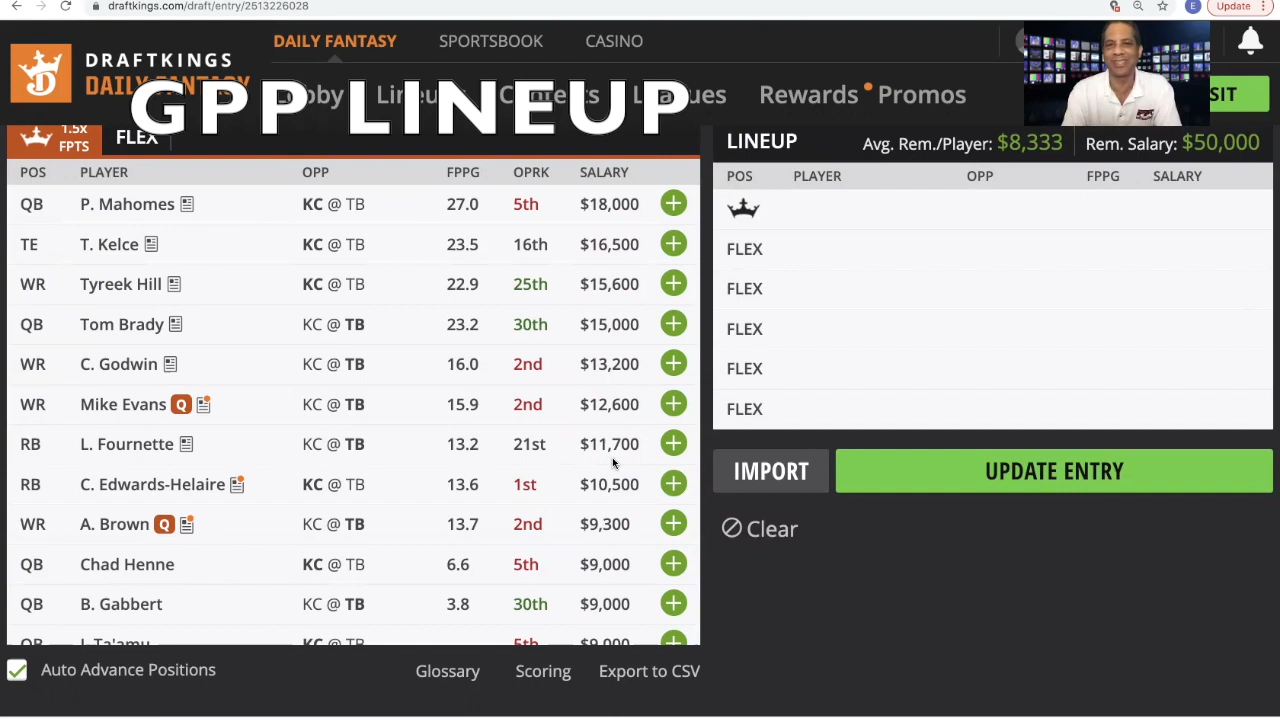 draftkings.com/draft/entry/2513226028
E
Update
DRAFTKINGS
DAILY FANTASY
DAILY FANTASY SPORTSBOOK CASINO
Rewards Promos
GPP LINEUP
1.5x
FPTS
FLEX
POS PLAYER OPP FPPG OPRK SALARY
QB P. Mahomes KC @ TB 27.0 5th $18,000
TE T. Kelce KC @ TB 23.5 16th $16,500
WR Tyreek Hill KC @ TB 22.9 25th $15,600
QB Tom Brady KC @ TB 23.2 30th $15,000
WR C. Godwin KC @ TB 16.0 2nd $13,200
WR Mike Evans Q KC @ TB 15.9 2nd $12,600
RB L. Fournette KC @ TB 13.2 21st $11,700
RB C. Edwards-Helaire KC @ TB 13.6 1st $10,500
WR A. Brown Q KC @ TB 13.7 2nd $9,300
QB Chad Henne KC @ TB 6.6 5th $9,000
QB B. Gabbert KC @ TB 3.8 30th $9,000
Auto Advance Positions Glossary Scoring Export to CSV
LINEUP Avg. Rem./Player: $8,333 Rem. Salary: $50,000
POS PLAYER OPP FPPG SALARY
FLEX
FLEX
FLEX
FLEX
FLEX
IMPORT UPDATE ENTRY
Clear